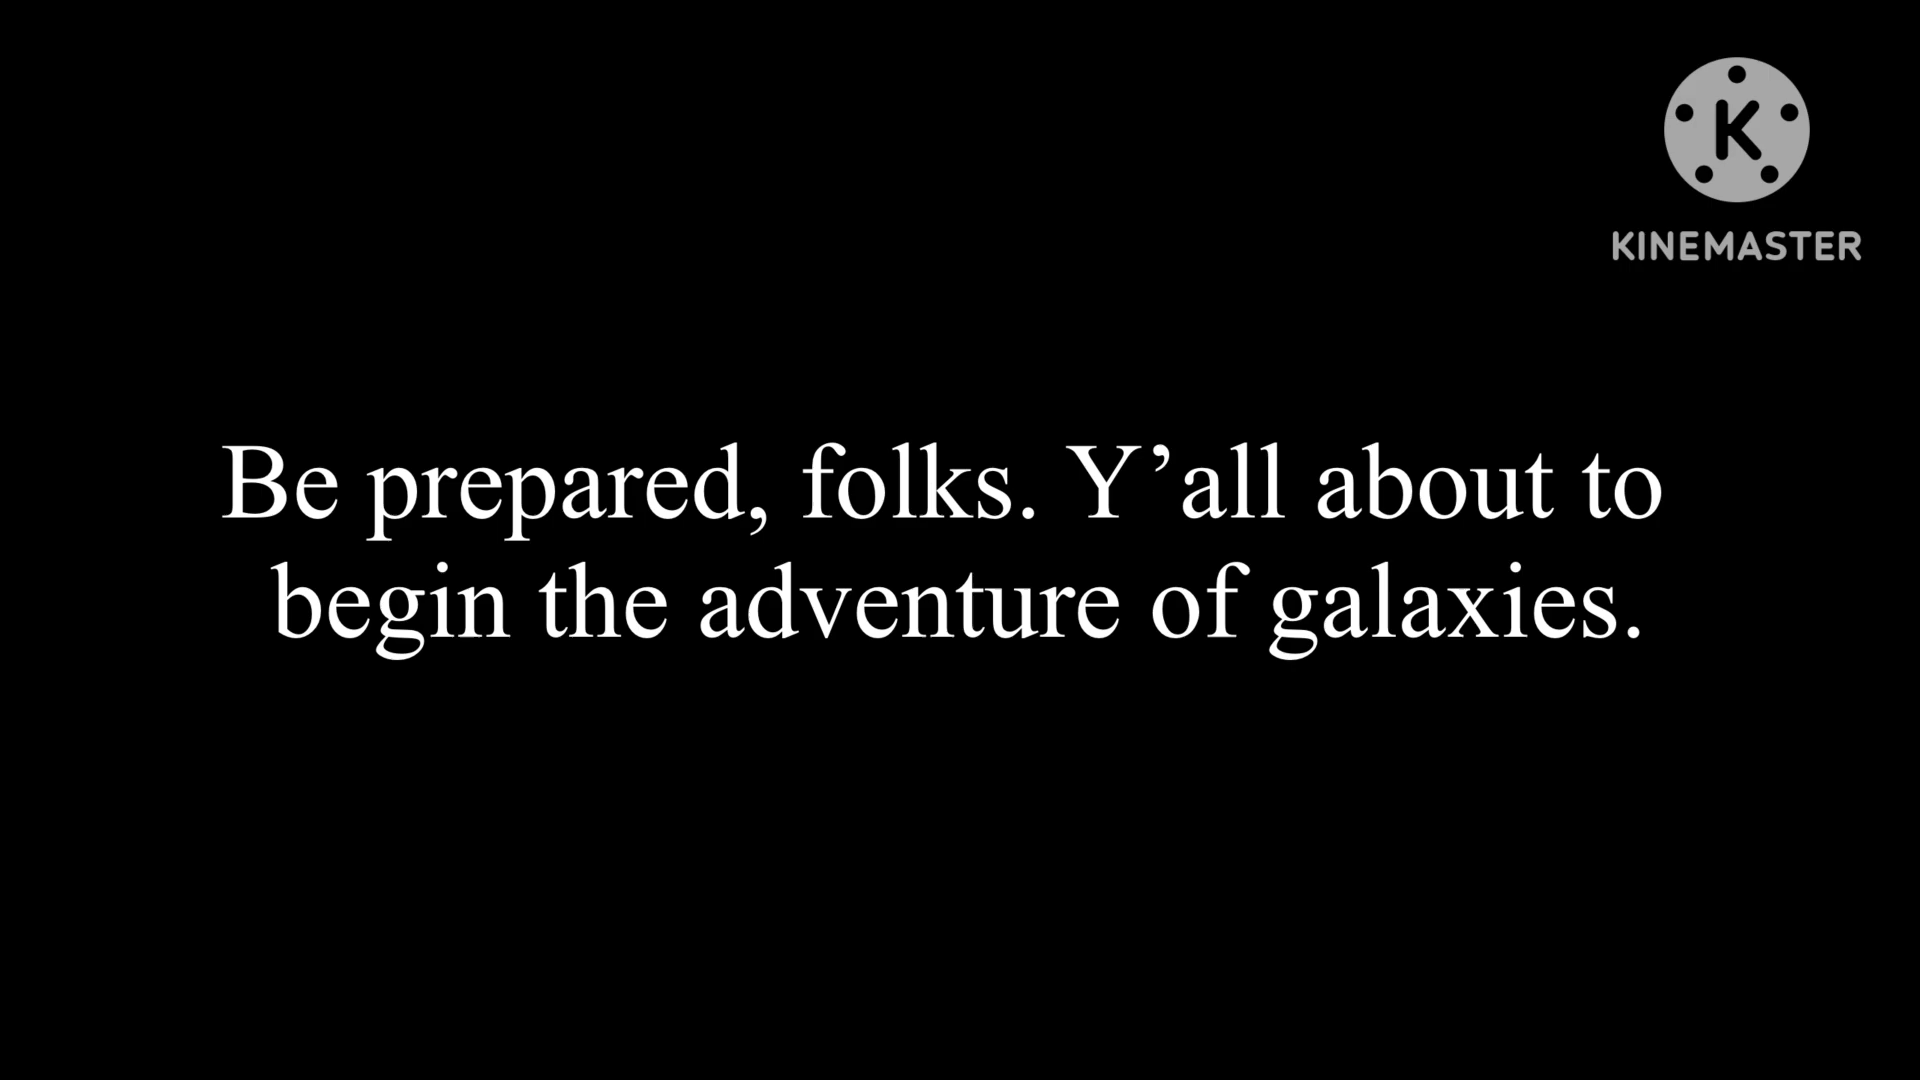 K
KINEMASTER
Be prepared, folks. Y’all about to
begin the adventure of galaxies.